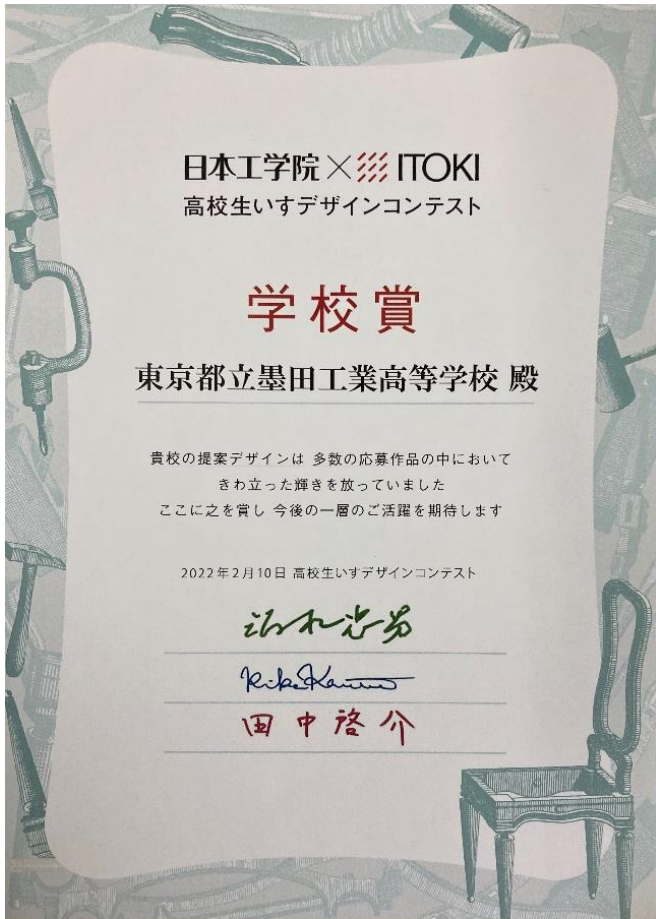 日本工学院× ITOKI
高校生いすデザインコンテスト
学校賞
東京都立墨田工業高等学校 殿
貴校の提案デザインは 多数の応募作品の中において
きわ立った輝きを放っていました
ここに之を賞し 今後の一層のご活躍を期待します
2022年2月10日 高校生いすデザインコンテスト
田中啓介